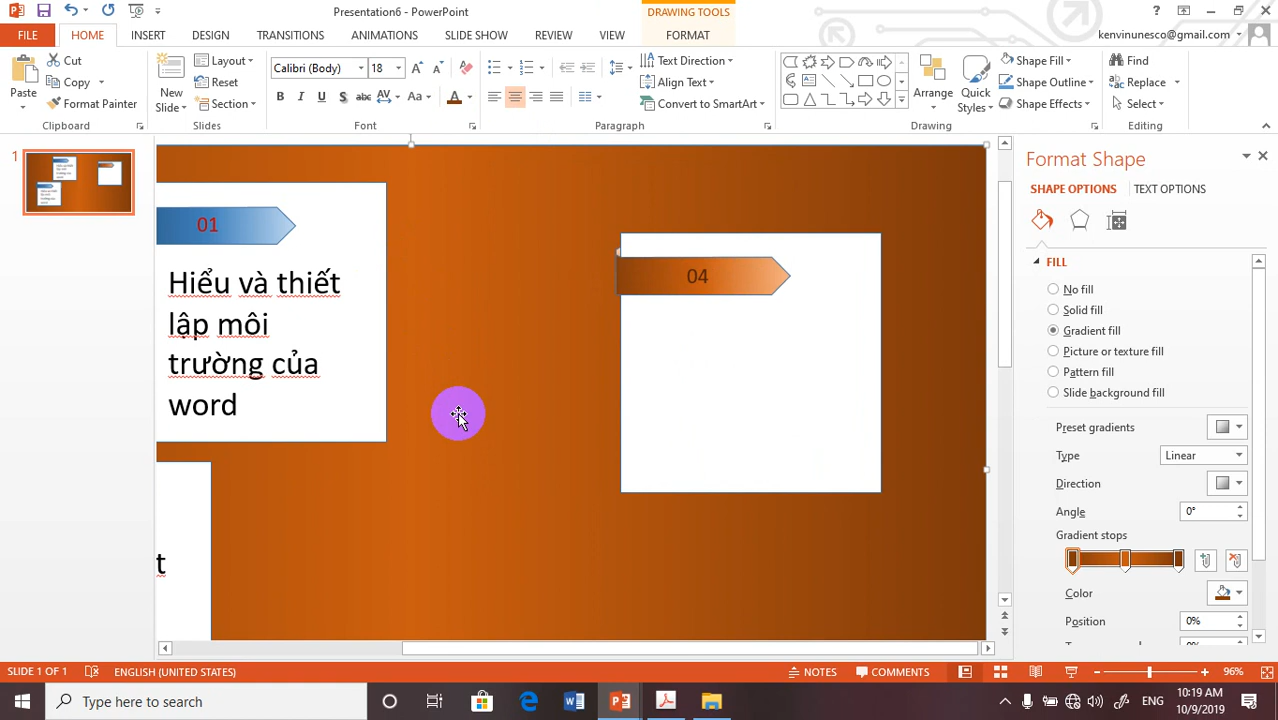 Presentation6 - PowerPoint
DRAWING TOOLS
?
FILE HOME INSERT DESIGN TRANSITIONS ANIMATIONS SLIDE SHOW REVIEW VIEW FORMAT
kenvinunesco@gmail.com
Paste
Cut
Copy
Format Painter
Clipboard
New
Slide
Layout
Reset
Section
Slides
Calibri (Body) 18
B I U S abc AV Aa A
Font
Text Direction
Align Text
Convert to SmartArt
Paragraph
Arrange
Quick
Styles
Shape Fill
Shape Outline
Shape Effects
Drawing
Find
Replace
Select
Editing
1
01
Hiểu và thiết
lập môi
trường của
word
t
04
Format Shape
SHAPE OPTIONS TEXT OPTIONS
FILL
No fill
Solid fill
Gradient fill
Picture or texture fill
Pattern fill
Slide background fill
Preset gradients
Type Linear
Direction
Angle 0°
Gradient stops
Color
Position 0%
SLIDE 1 OF 1 ENGLISH (UNITED STATES) NOTES COMMENTS 96%
Type here to search
ENG
10:19 AM
10/9/2019